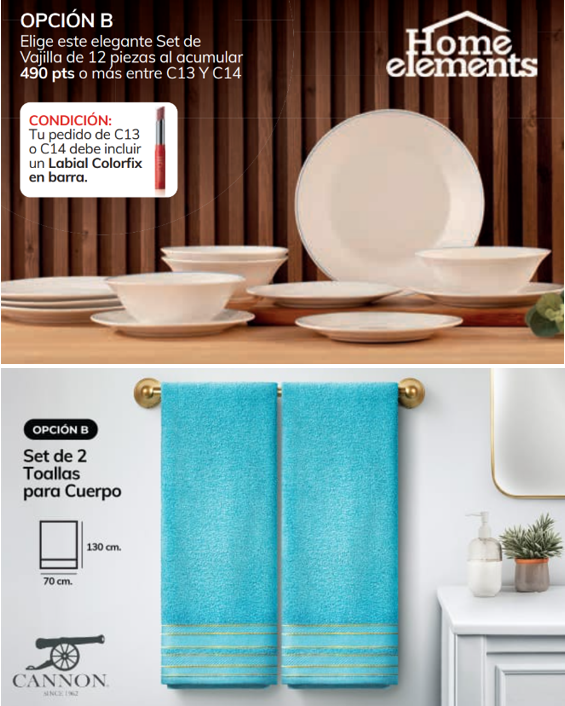 OPCIÓN B
Elige este elegante Set de
Vajilla de 12 piezas al acumular
490 pts o más entre C13 Y C14
Home
elements
CONDICIÓN:
Tu pedido de C13
o C14 debe incluir
un Labial Colorfix
en barra.
OPCIÓN B
Set de 2
Toallas
para Cuerpo
130 cm.
70 cm.
CANNON
SINCE 1962